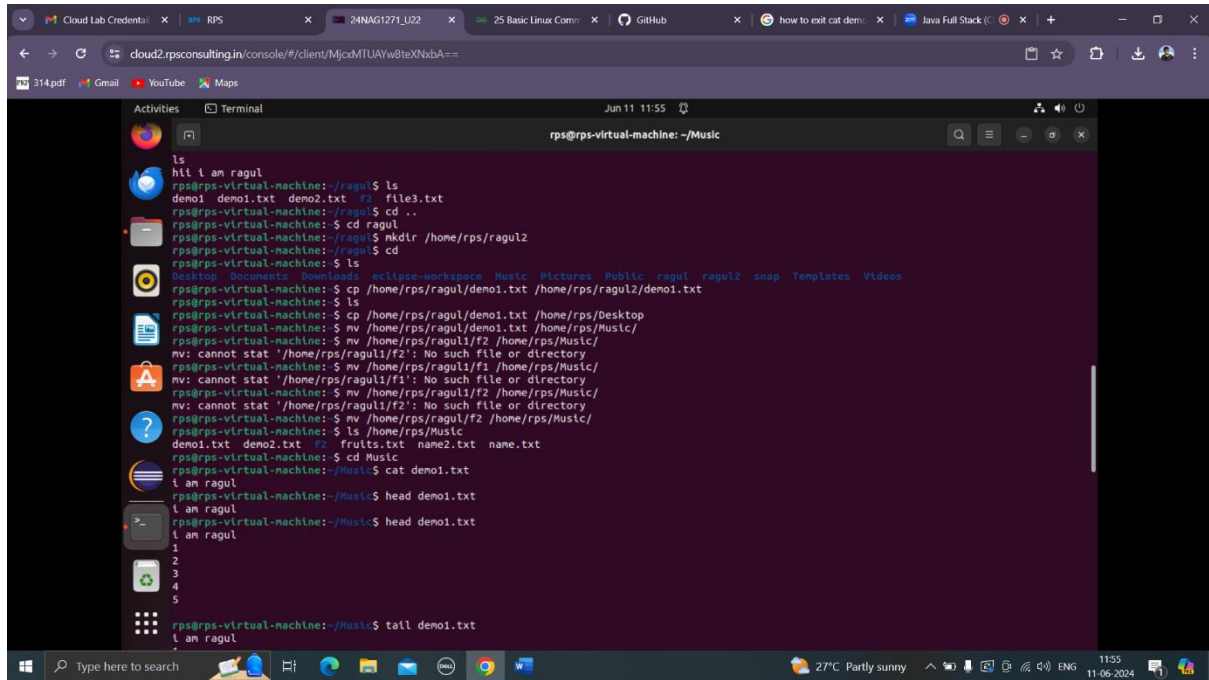 Cloud Lab Credentail
RPS RPS
24NAG1271_U22
25 Basic Linux Comm
GitHub
how to exit cat demo
Java Full Stack (C
cloud2.rpsconsulting.in/console/#/client/MjcxMTUAYwBteXNxbA==
314.pdf Gmail YouTube Maps
Activities Terminal Jun 11 11:55
rps@rps-virtual-machine: ~/Music
ls
hii i am ragul
rps@rps-virtual-machine:~/ragul$ ls
demo1 demo1.txt demo2.txt f2 file3.txt
rps@rps-virtual-machine:~/ragul$ cd ..
rps@rps-virtual-machine:~$ cd ragul
rps@rps-virtual-machine:~/ragul$ mkdir /home/rps/ragul2
rps@rps-virtual-machine:~/ragul$ cd
rps@rps-virtual-machine:~$ ls
Desktop Documents Downloads eclipse-workspace Music Pictures Public ragul ragul2 snap Templates Videos
rps@rps-virtual-machine:~$ cp /home/rps/ragul/demo1.txt /home/rps/ragul2/demo1.txt
rps@rps-virtual-machine:~$ ls
rps@rps-virtual-machine:~$ cp /home/rps/ragul/demo1.txt /home/rps/Desktop
rps@rps-virtual-machine:~$ mv /home/rps/ragul/demo1.txt /home/rps/Music/
rps@rps-virtual-machine:~$ mv /home/rps/ragul1/f2 /home/rps/Music/
mv: cannot stat '/home/rps/ragul1/f2': No such file or directory
rps@rps-virtual-machine:~$ mv /home/rps/ragul1/f1 /home/rps/Music/
mv: cannot stat '/home/rps/ragul1/f1': No such file or directory
rps@rps-virtual-machine:~$ mv /home/rps/ragul1/f2 /home/rps/Music/
mv: cannot stat '/home/rps/ragul1/f2': No such file or directory
rps@rps-virtual-machine:~$ mv /home/rps/ragul/f2 /home/rps/Music/
rps@rps-virtual-machine:~$ ls /home/rps/Music
demo1.txt demo2.txt f2 fruits.txt name2.txt name.txt
rps@rps-virtual-machine:~$ cd Music
rps@rps-virtual-machine:~/Music$ cat demo1.txt
i am ragul
rps@rps-virtual-machine:~/Music$ head demo1.txt
i am ragul
rps@rps-virtual-machine:~/Music$ head demo1.txt
i am ragul
1
2
3
4
5
rps@rps-virtual-machine:~/Music$ tail demo1.txt
i am ragul
Type here to search
DELL
27°C Partly sunny
ENG
11:55
11-06-2024